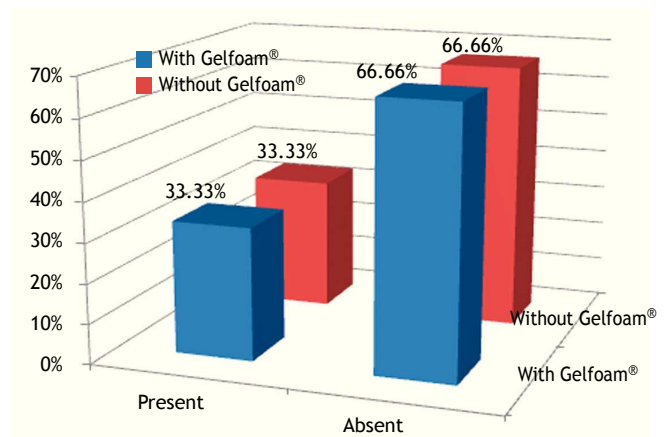 With Gelfoam®
Without Gelfoam®
70%
60%
50%
40%
30%
20%
10%
0%
33.33%
33.33%
66.66%
66.66%
Present
Absent
Without Gelfoam®
With Gelfoam®